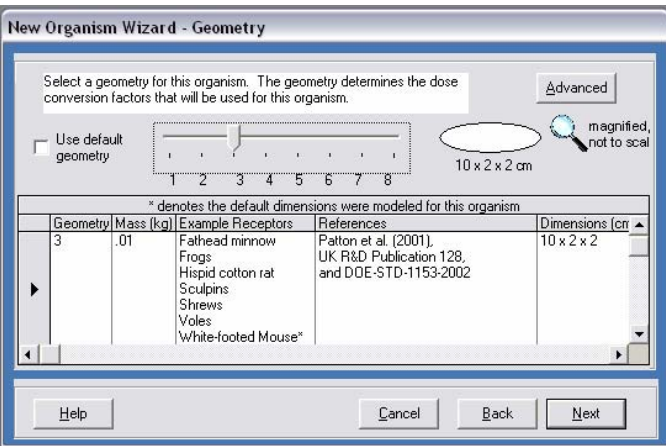 New Organism Wizard - Geometry
Select a geometry for this organism. The geometry determines the dose
conversion factors that will be used for this organism.
Advanced
Use default
geometry
1 2 3 4 5 6 7 8
10 x 2 x 2 cm
magnified,
not to scal
* denotes the default dimensions were modeled for this organism
Geometry Mass (kg) Example Receptors References Dimensions (cm
3 .01 Fathead minnow Patton et al. (2001), 10 x 2 x 2
Frogs UK R&D Publication 128,
Hispid cotton rat and DOE-STD-1153-2002
Sculpins
Shrews
Voles
White-footed Mouse*
Help Cancel Back Next